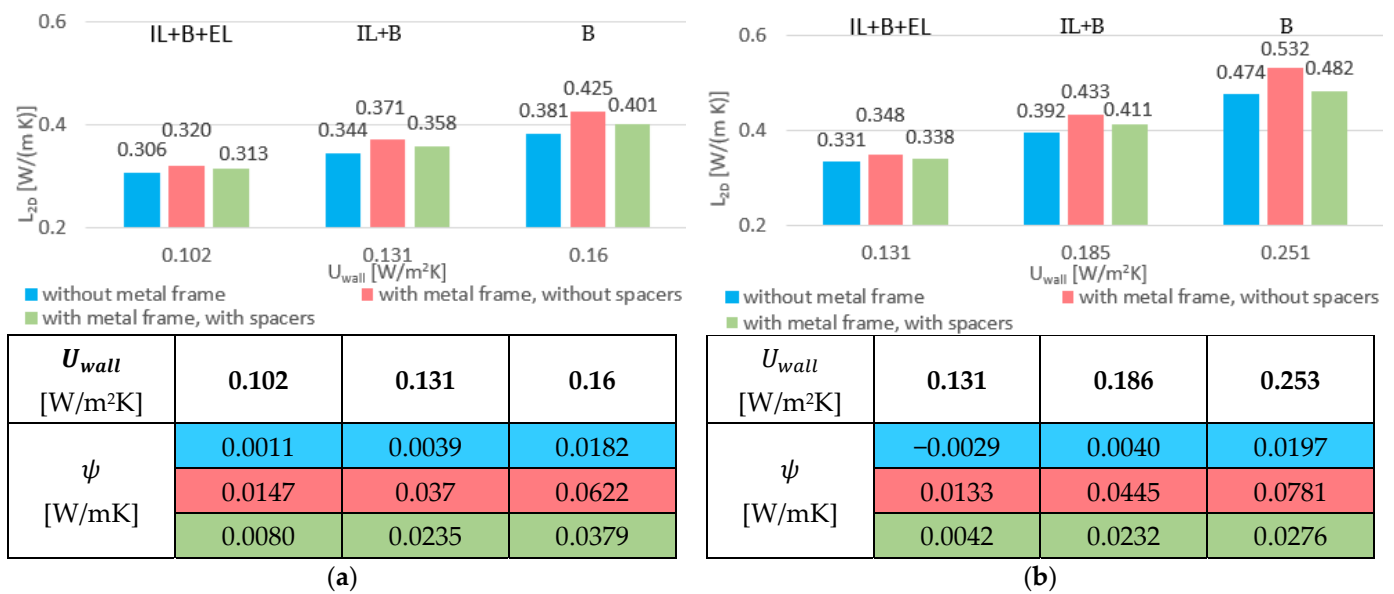 0.6
IL+B+EL IL+B B
0.425
0.371 0.381 0.401
0.4
0.344 0.358
0.306 0.320 0.313
L2D [W/(m K)]
0.2
0.102 0.131 0.16
Uwall [W/m²K]
without metal frame with metal frame, without spacers
with metal frame, with spacers
Uwall
[W/m²K]
0.102 0.131 0.16
ψ
[W/mK]
0.0011 0.0039 0.0182
0.0147 0.037 0.0622
0.0080 0.0235 0.0379
(a)
0.6
IL+B+EL IL+B B
0.532
0.474 0.482
0.433
0.392 0.411
0.4
0.331 0.348 0.338
L2D [W/(m K)]
0.2
0.131 0.185 0.251
Uwall [W/m²K]
without metal frame with metal frame, without spacers
with metal frame, with spacers
Uwall
[W/m²K]
0.131 0.186 0.253
ψ
[W/mK]
−0.0029 0.0040 0.0197
0.0133 0.0445 0.0781
0.0042 0.0232 0.0276
(b)